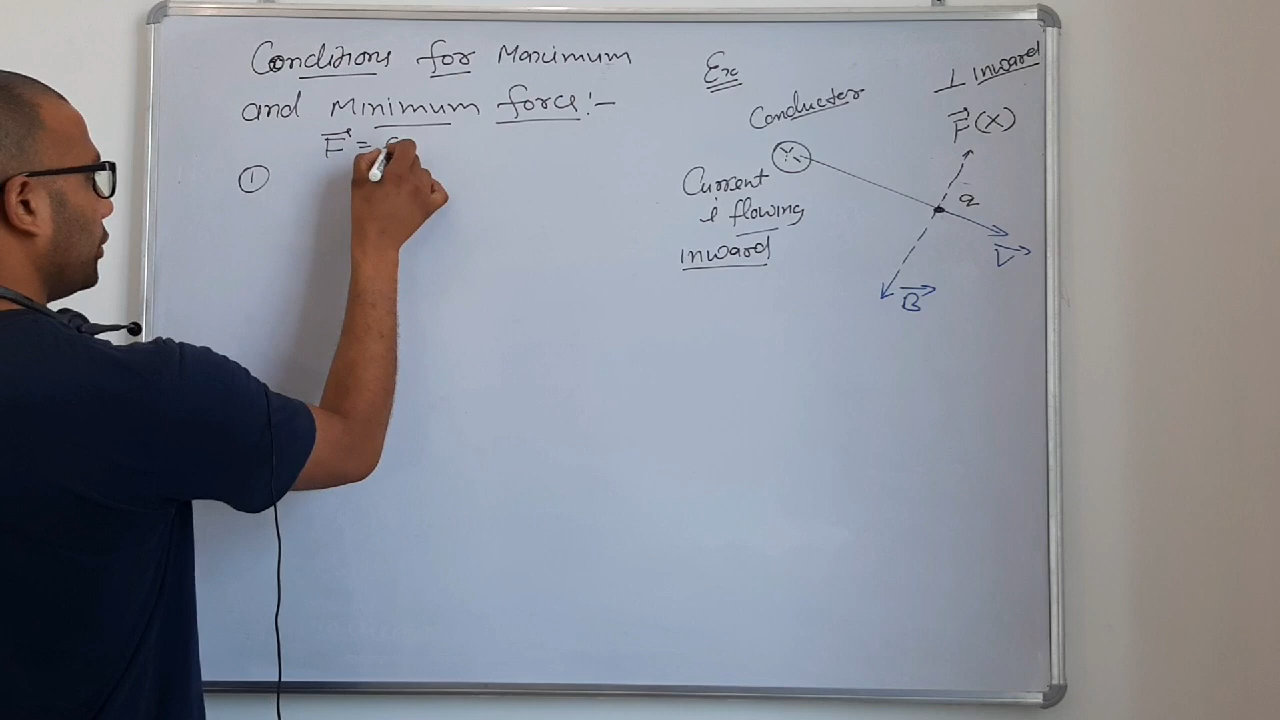 Conditions for Maximum
and Minimum force :-
F =
①
Ex
⊥ inward
Conductor
F (X)
Current
i flowing
inward
q
V
B